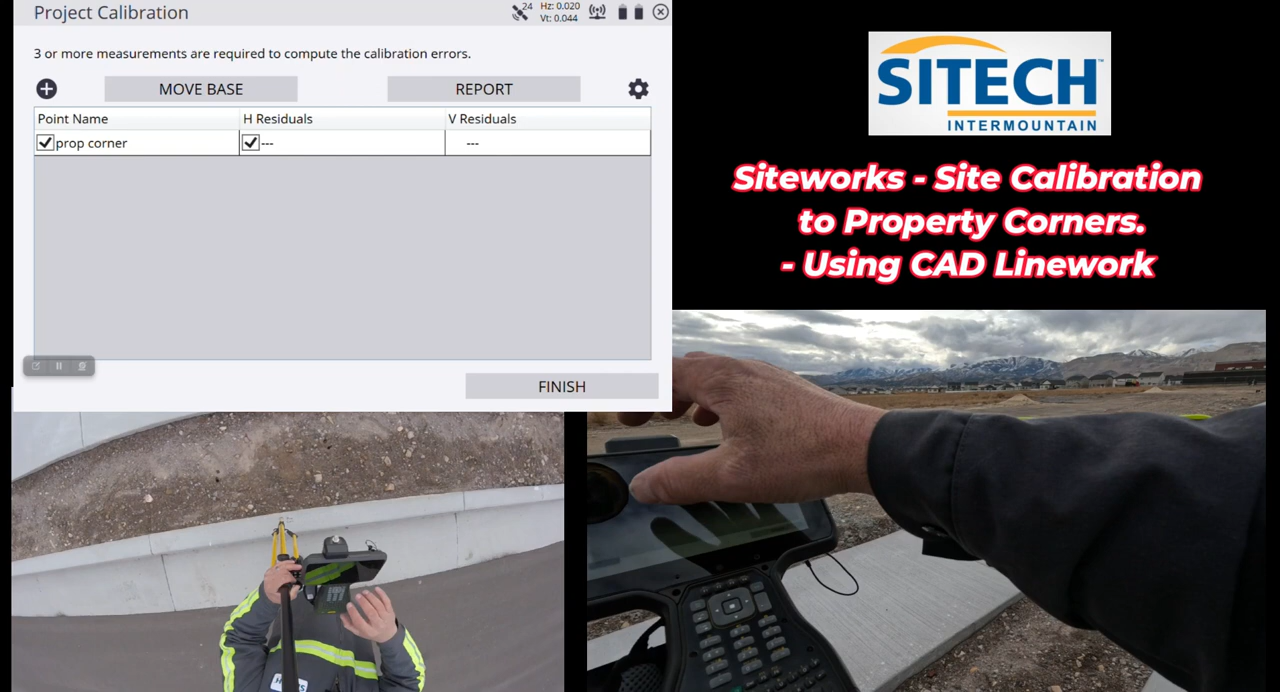 Project Calibration
24
Hz: 0.020
Vt: 0.044
3 or more measurements are required to compute the calibration errors.
MOVE BASE
REPORT
Point Name
H Residuals
V Residuals
prop corner
---
---
FINISH
SITECH™
INTERMOUNTAIN
Siteworks - Site Calibration
to Property Corners.
- Using CAD Linework